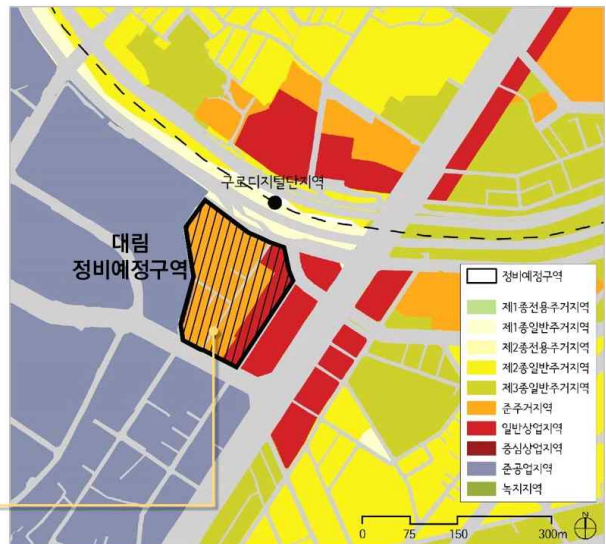 구로디지털단지역
대림
정비예정구역
정비예정구역
제1종전용주거지역
제1종일반주거지역
제2종전용주거지역
제2종일반주거지역
제3종일반주거지역
준주거지역
일반상업지역
중심상업지역
준공업지역
녹지지역
0 75 150 300m N